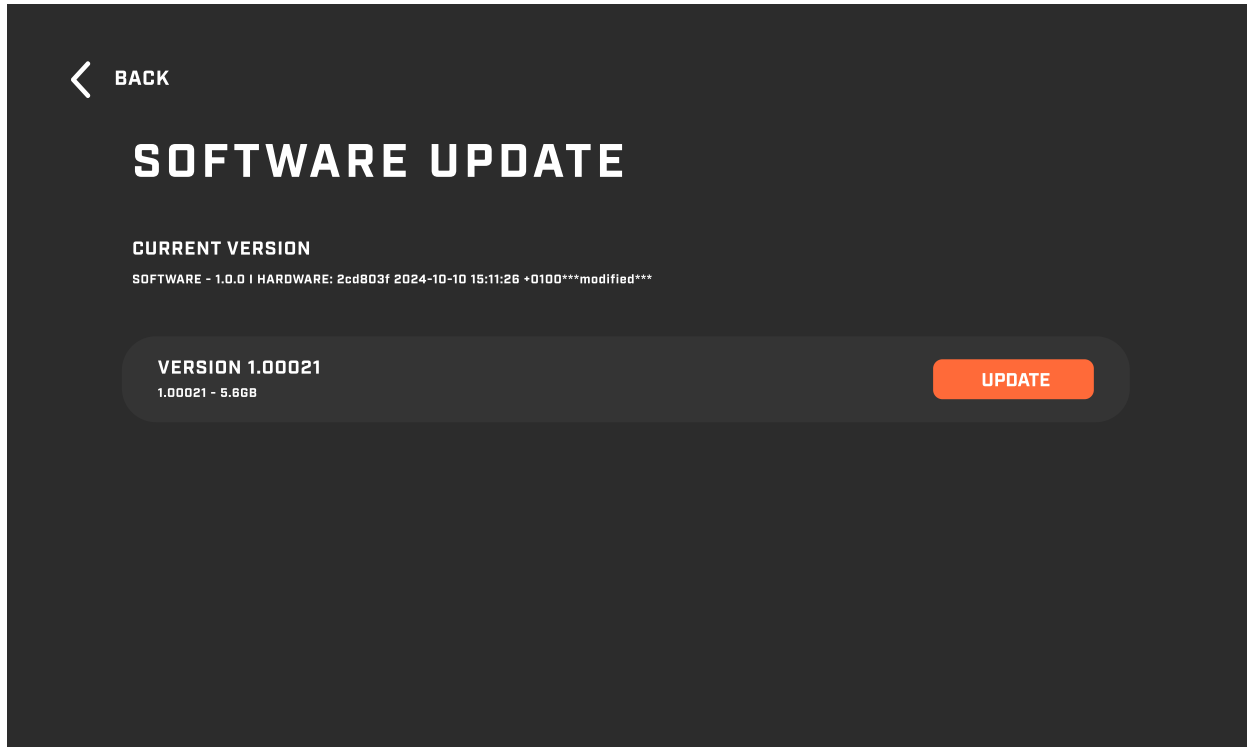 BACK
SOFTWARE UPDATE
CURRENT VERSION
SOFTWARE - 1.0.0 I HARDWARE: 2cd803f 2024-10-10 15:11:26 +0100***modified***
VERSION 1.00021
1.00021 - 5.6GB
UPDATE